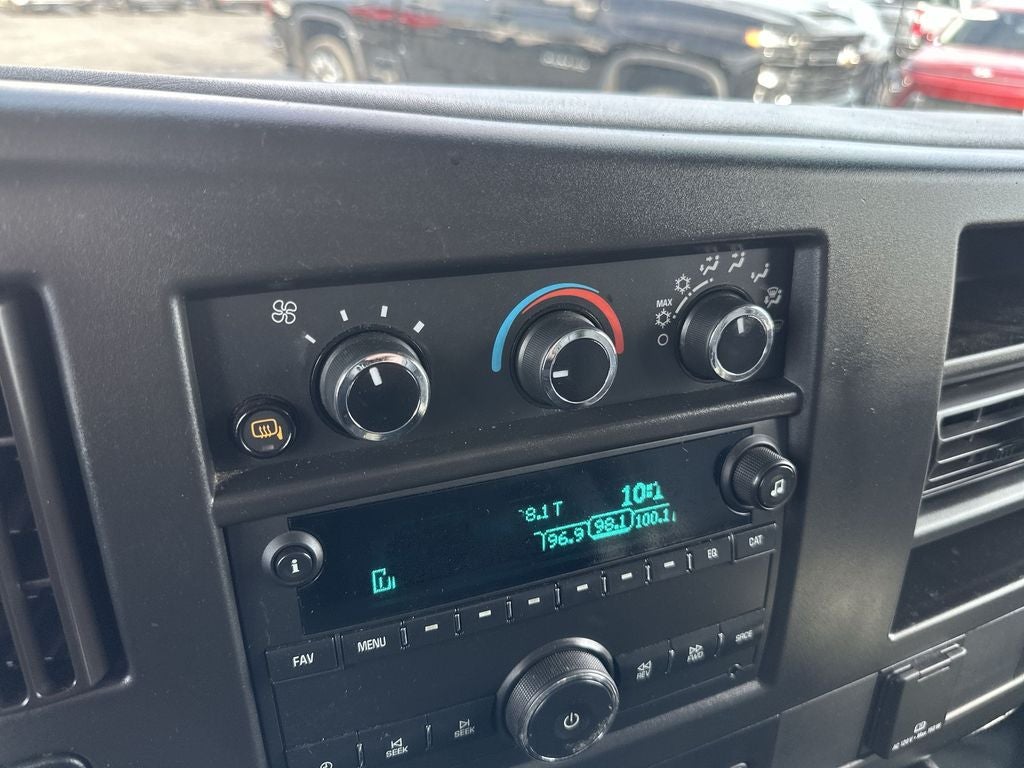 MAX
10:1
8.1 T
96.9 98.1 100.1
i
EQ CAT
FAV MENU
REV FWD SRCE
SEEK SEEK